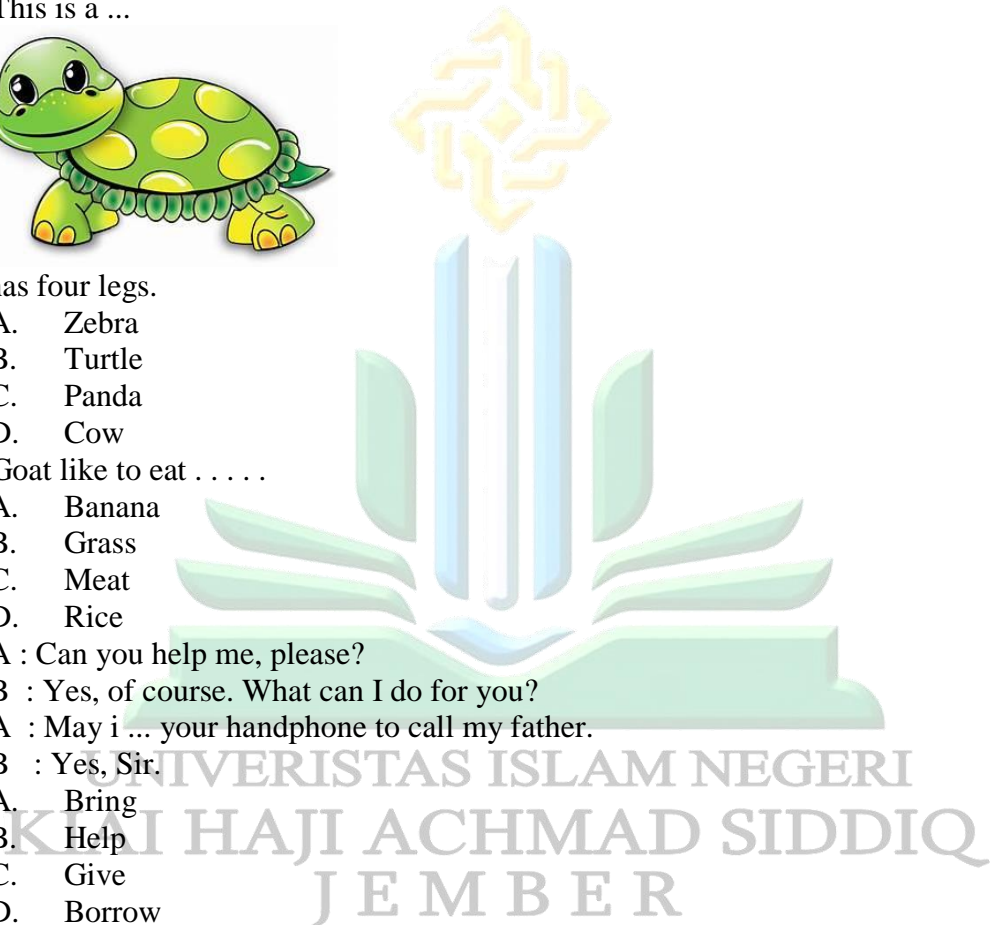 This is a ...
has four legs.
A. Zebra
B. Turtle
C. Panda
D. Cow
Goat like to eat . . . . .
A. Banana
B. Grass
C. Meat
D. Rice
A : Can you help me, please?
B : Yes, of course. What can I do for you?
A : May i ... your handphone to call my father.
B : Yes, Sir.
A. Bring
B. Help
C. Give
D. Borrow
UNIVERISTAS ISLAM NEGERI
KIAI HAJI ACHMAD SIDDIQ
JEMBER